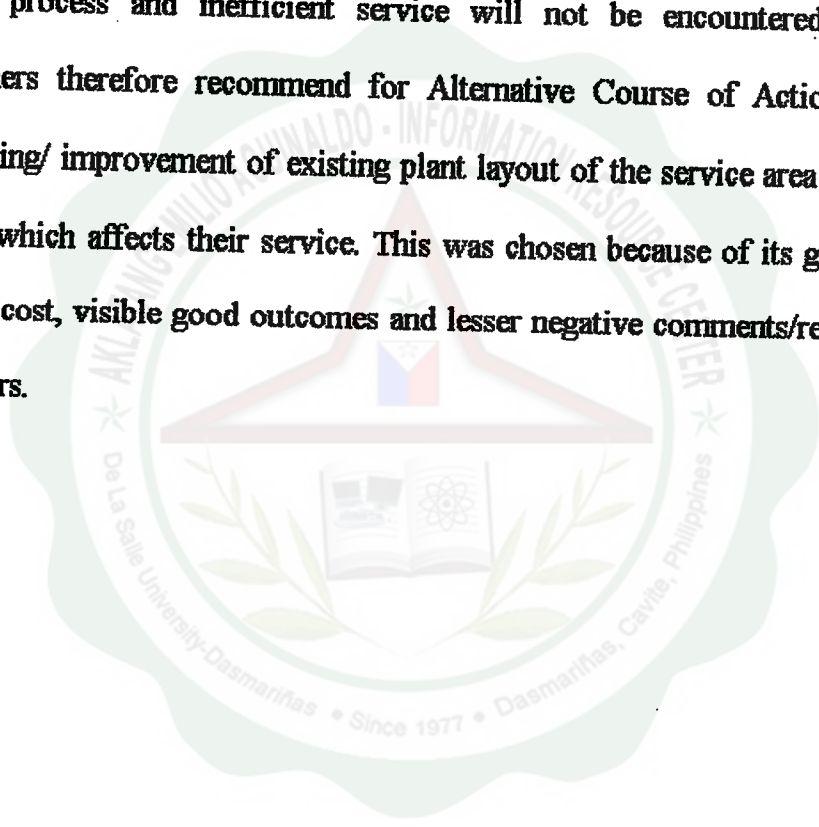 process and inefficient service will not be encountered
ers therefore recommend for Alternative Course of Actio
ing/ improvement of existing plant layout of the service area
which affects their service. This was chosen because of its g
cost, visible good outcomes and lesser negative comments/re
rs.
AKLATANG EMILIO AGUINALDO - INFORMATION RESOURCE CENTER
De La Salle University-Dasmariñas • Since 1977 • Dasmariñas, Cavite, Philippines